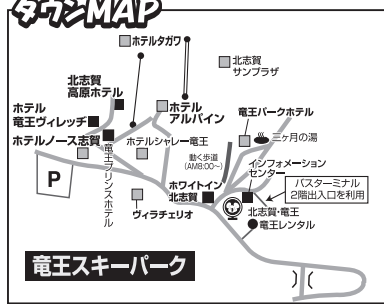 タウンMAP
ホテルタガワ
北志賀
サンプラザ
北志賀
高原ホテル
ホテル
竜王ヴィレッヂ
ホテル
アルパイン
竜王パークホテル
ホテルノース志賀
ホテルシャレー竜王
三ヶ月の湯
動く歩道
(AM8:00〜)
インフォメーション
センター
竜王プリンスホテル
P
ホワイトイン
北志賀
バスターミナル
2階出入口を利用
ヴィラチェリオ
北志賀・竜王
竜王レンタル
竜王スキーパーク